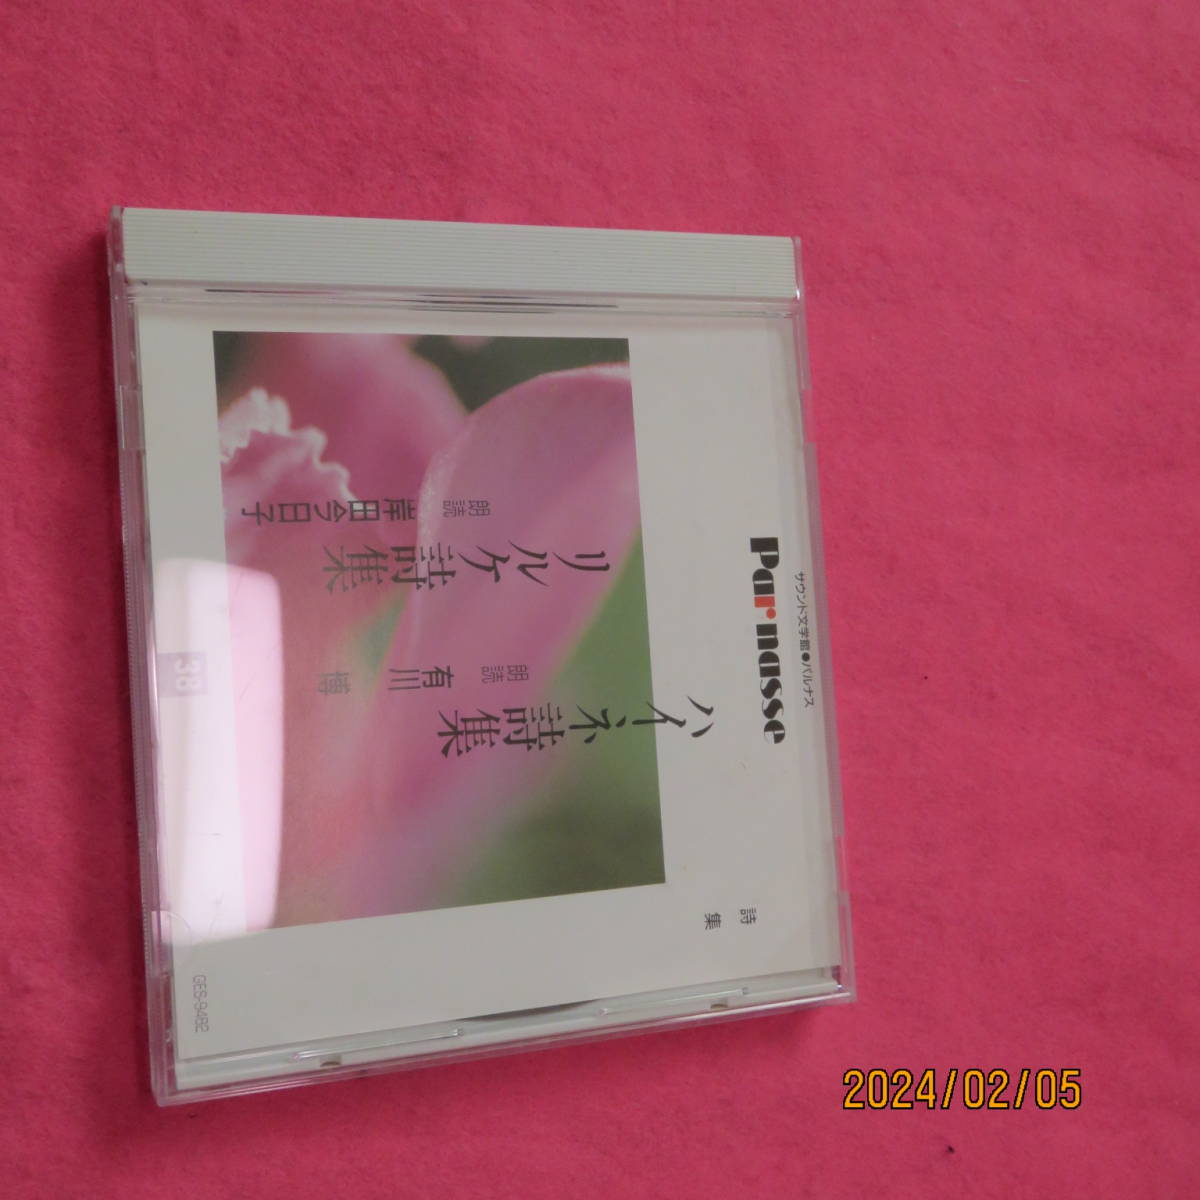 サウンド文学館●パルナス
Parnasse
詩集
ハイネ詩集
朗読 有川 博
リルケ詩集
朗読 岸田今日子
38
GES-9482
2024/02/05